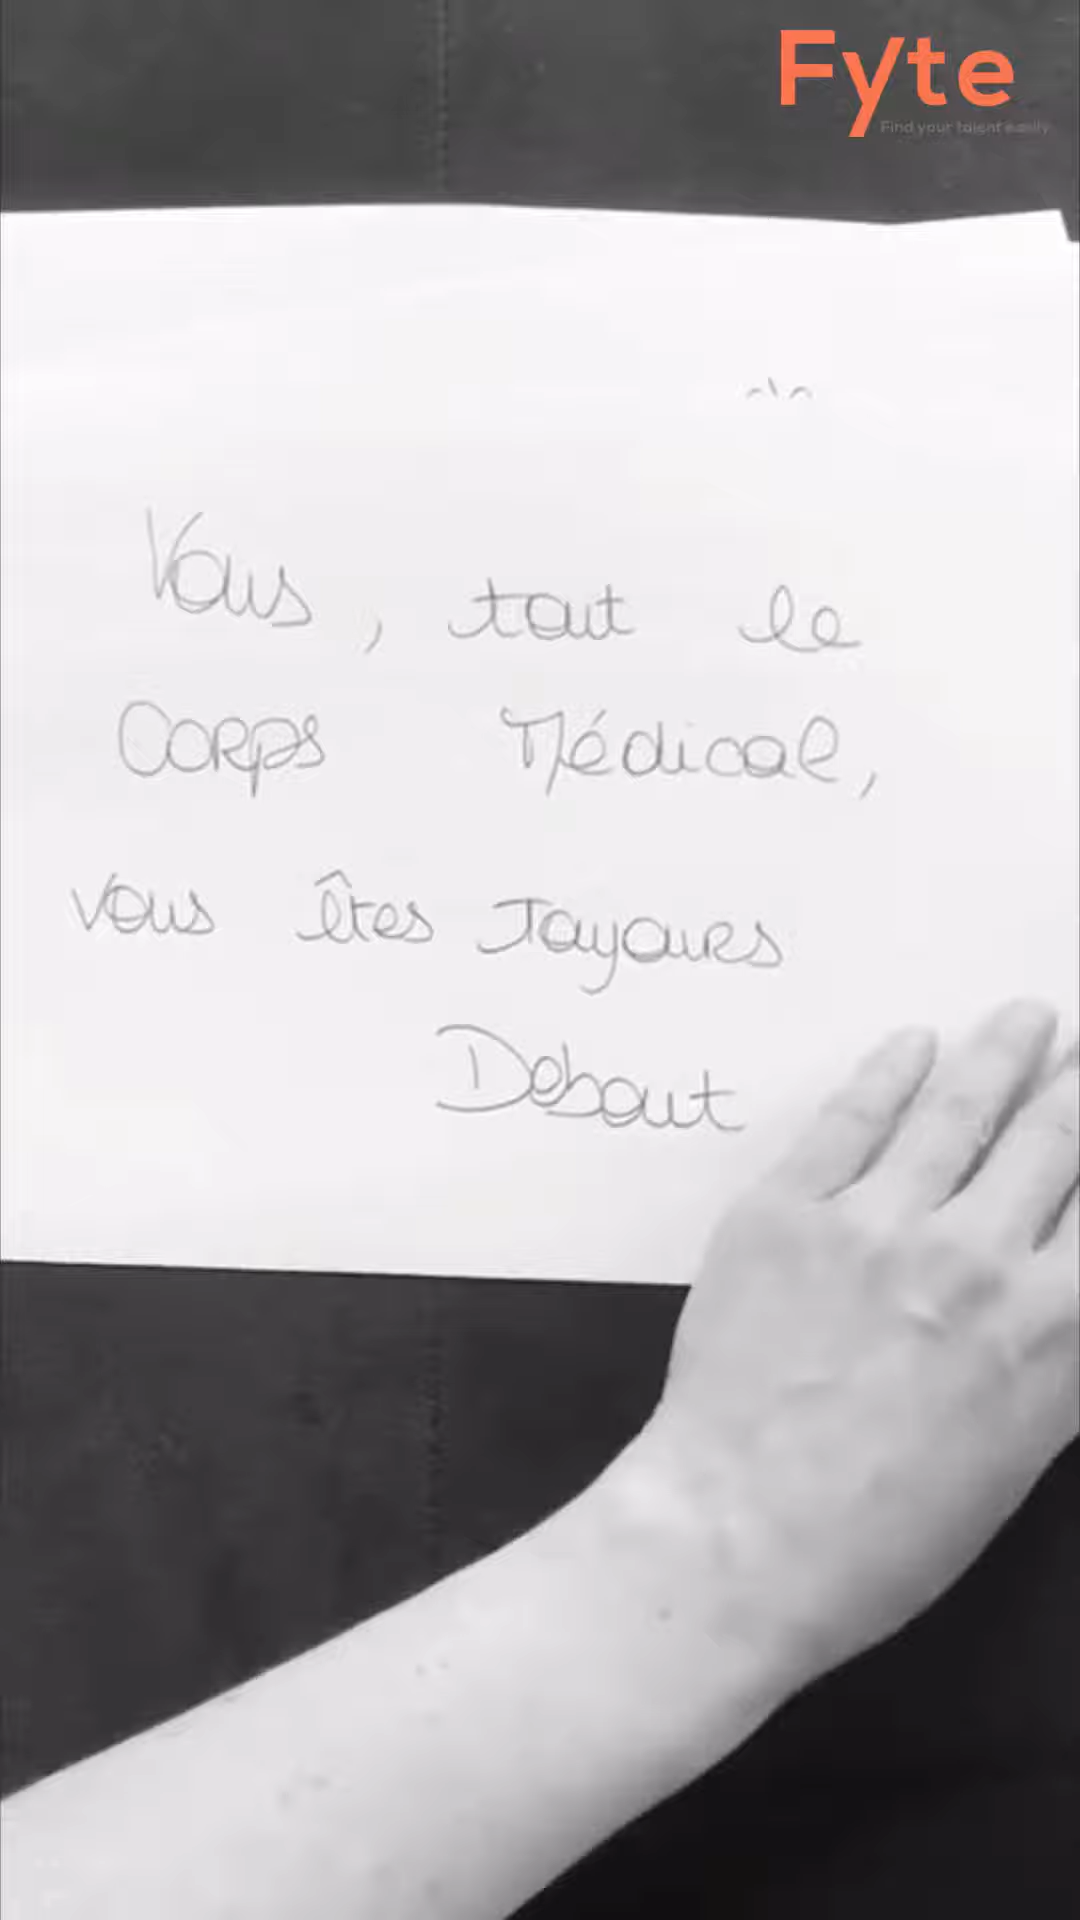 Fyte
Find your talent easily
Vous, tout le
Corps Médical,
vous êtes Toujours
Debout